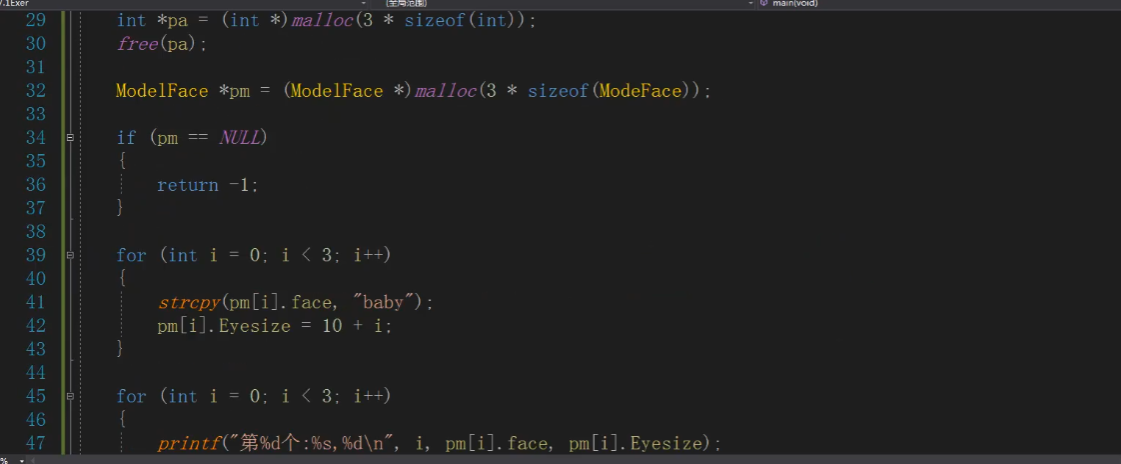 7.1Exer (全局范围) main(void)
29 int *pa = (int *)malloc(3 * sizeof(int));
30 free(pa);
31
32 ModelFace *pm = (ModelFace *)malloc(3 * sizeof(ModeFace));
33
34 if (pm == NULL)
35 {
36 return -1;
37 }
38
39 for (int i = 0; i < 3; i++)
40 {
41 strcpy(pm[i].face, "baby");
42 pm[i].Eyesize = 10 + i;
43 }
44
45 for (int i = 0; i < 3; i++)
46 {
47 printf("第%d个:%s,%d\n", i, pm[i].face, pm[i].Eyesize);
%